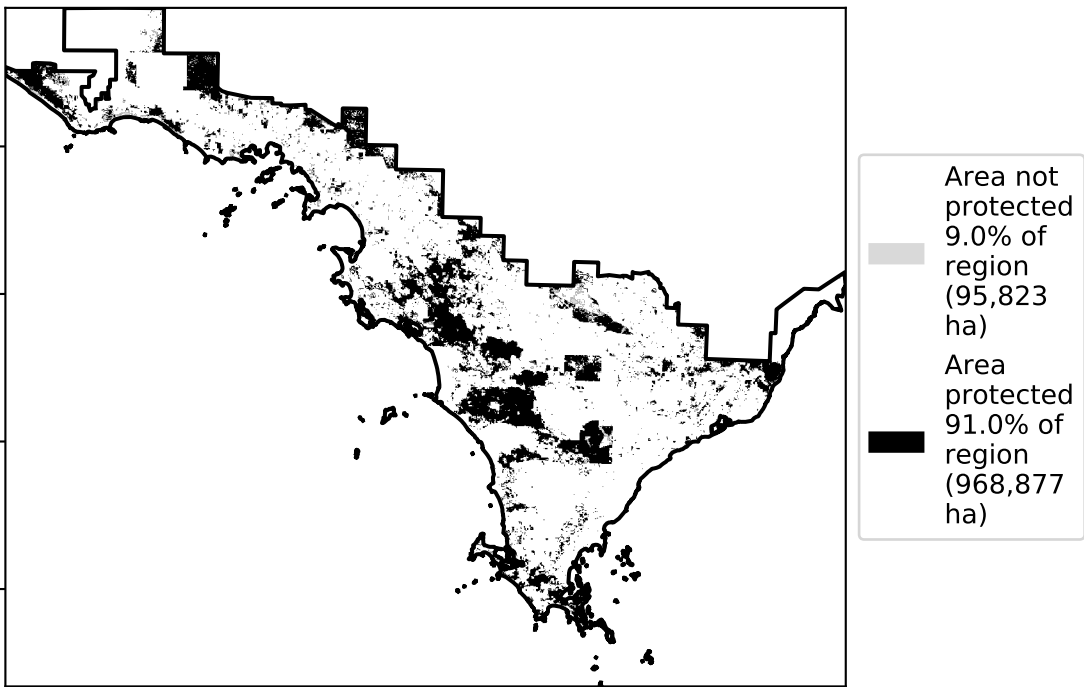 Area not
protected
9.0% of
region
(95,823
ha)
Area
protected
91.0% of
region
(968,877
ha)